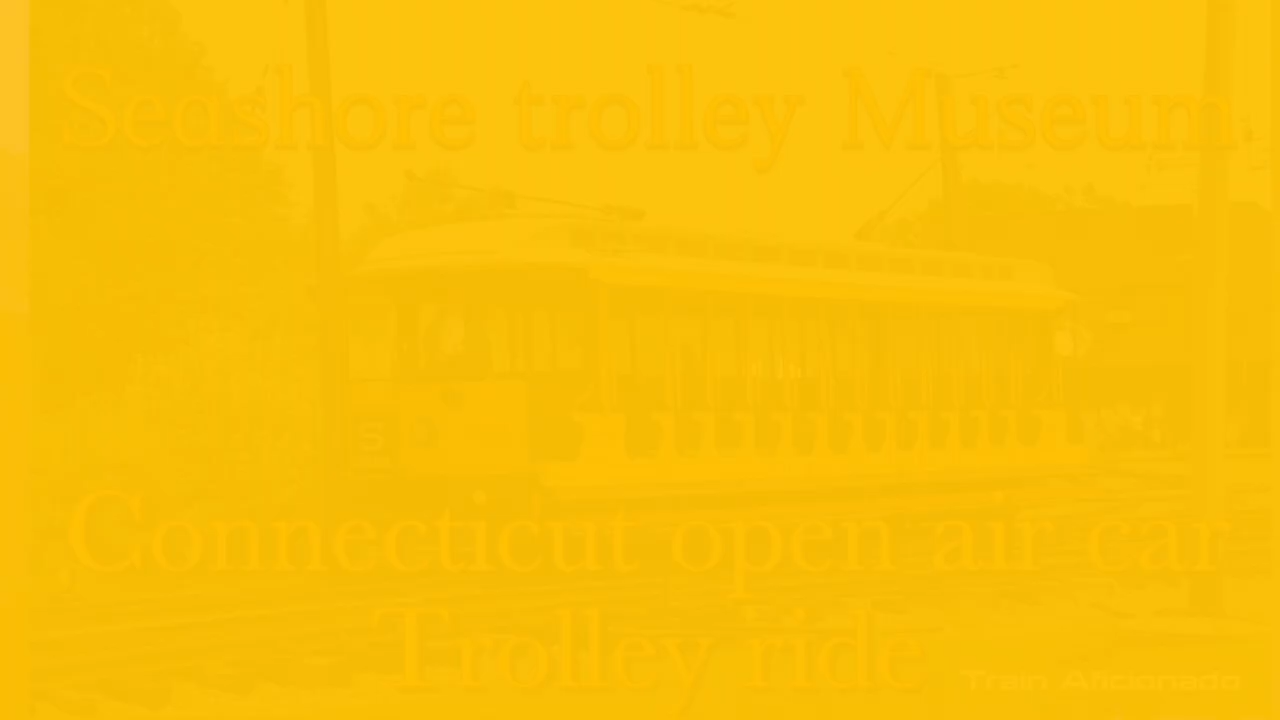 Seashore trolley Museum
S
Connecticut open air car
Trolley ride
Train Aficionado